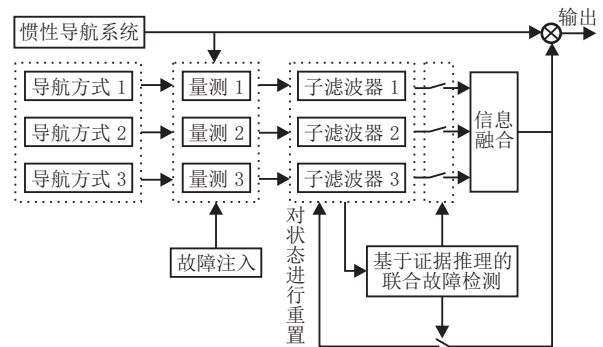 惯性导航系统
输出
导航方式 1
量测 1
子滤波器 1
导航方式 2
量测 2
子滤波器 2
导航方式 3
量测 3
子滤波器 3
信息
融合
故障注入
对状态进行重置
基于证据推理的
联合故障检测